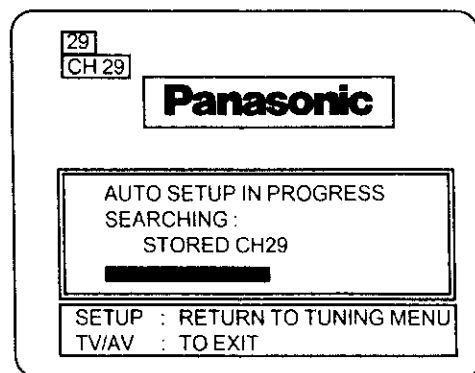 29
CH 29
Panasonic
AUTO SETUP IN PROGRESS
SEARCHING :
STORED CH29
SETUP : RETURN TO TUNING MENU
TV/AV : TO EXIT